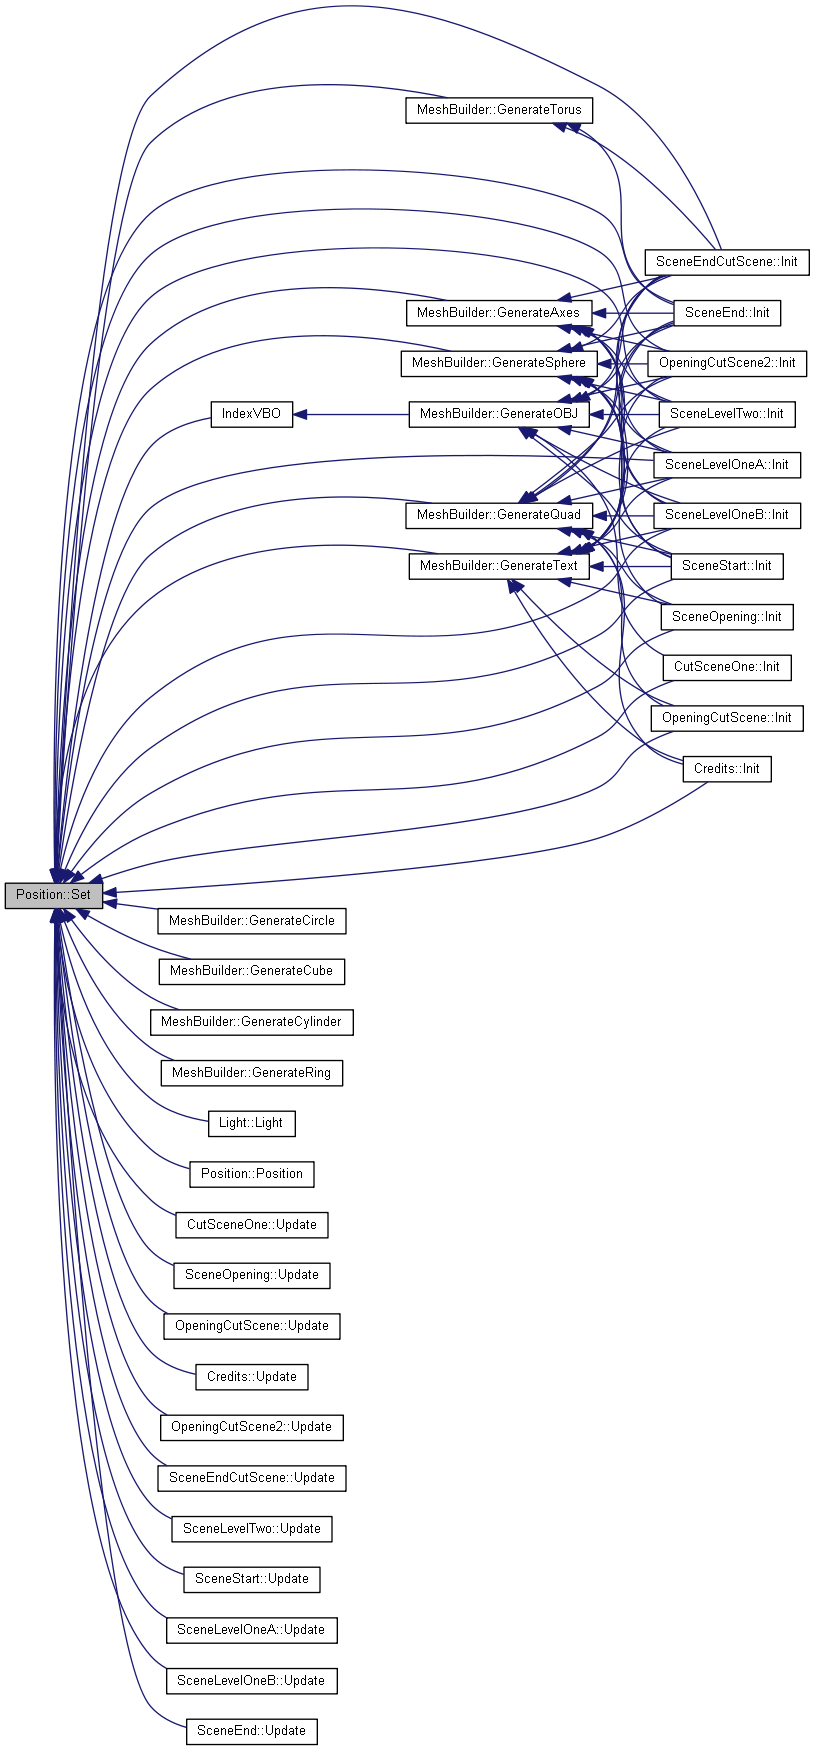 MeshBuilder::GenerateTorus
SceneEndCutScene::Init
MeshBuilder::GenerateAxes
SceneEnd::Init
MeshBuilder::GenerateSphere
OpeningCutScene2::Init
IndexVBO
MeshBuilder::GenerateOBJ
SceneLevelTwo::Init
SceneLevelOneA::Init
MeshBuilder::GenerateQuad
SceneLevelOneB::Init
MeshBuilder::GenerateText
SceneStart::Init
SceneOpening::Init
CutSceneOne::Init
OpeningCutScene::Init
Credits::Init
Position::Set
MeshBuilder::GenerateCircle
MeshBuilder::GenerateCube
MeshBuilder::GenerateCylinder
MeshBuilder::GenerateRing
Light::Light
Position::Position
CutSceneOne::Update
SceneOpening::Update
OpeningCutScene::Update
Credits::Update
OpeningCutScene2::Update
SceneEndCutScene::Update
SceneLevelTwo::Update
SceneStart::Update
SceneLevelOneA::Update
SceneLevelOneB::Update
SceneEnd::Update